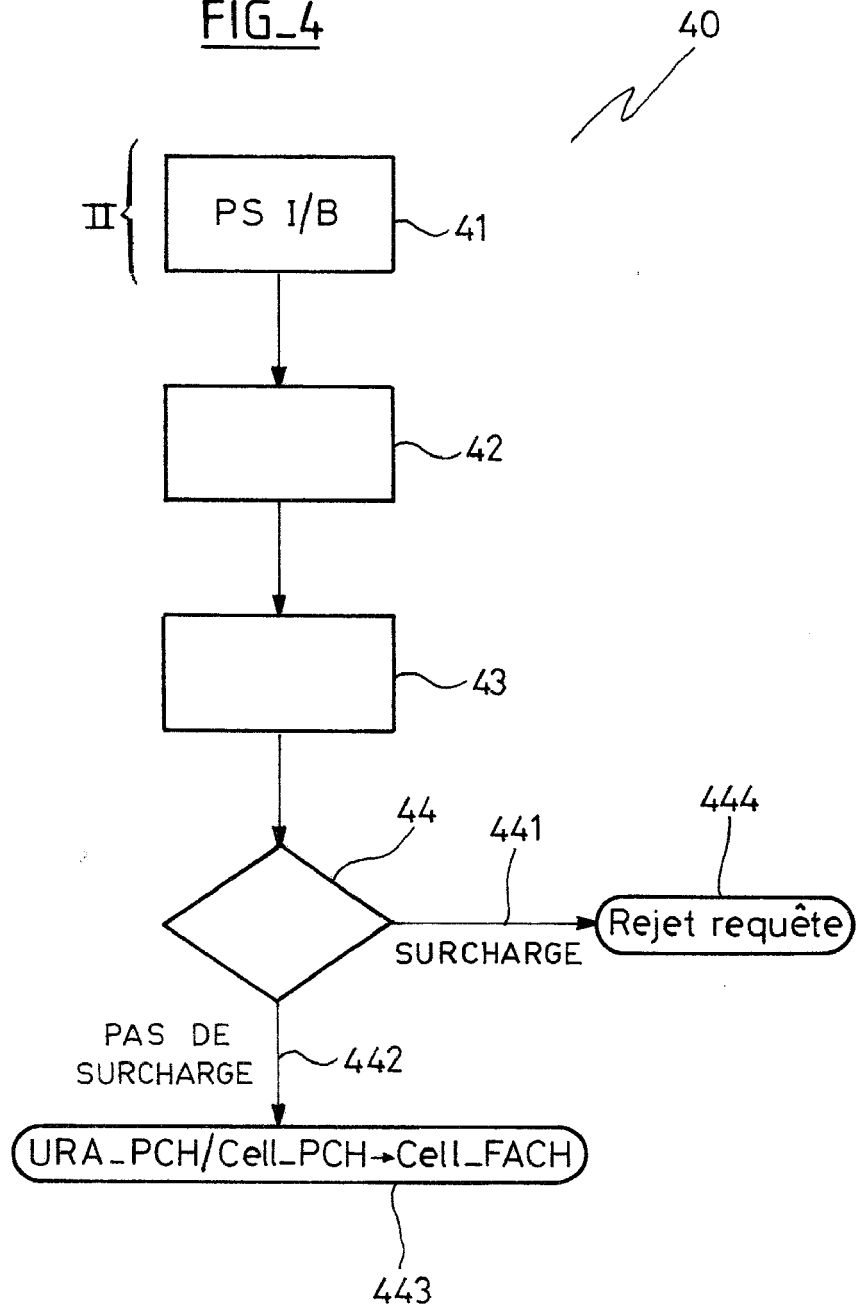 FIG_4
40
II
PS I/B
41
42
43
44
441
444
SURCHARGE
Rejet requête
PAS DE
SURCHARGE
442
URA_PCH/Cell_PCH→Cell_FACH
443